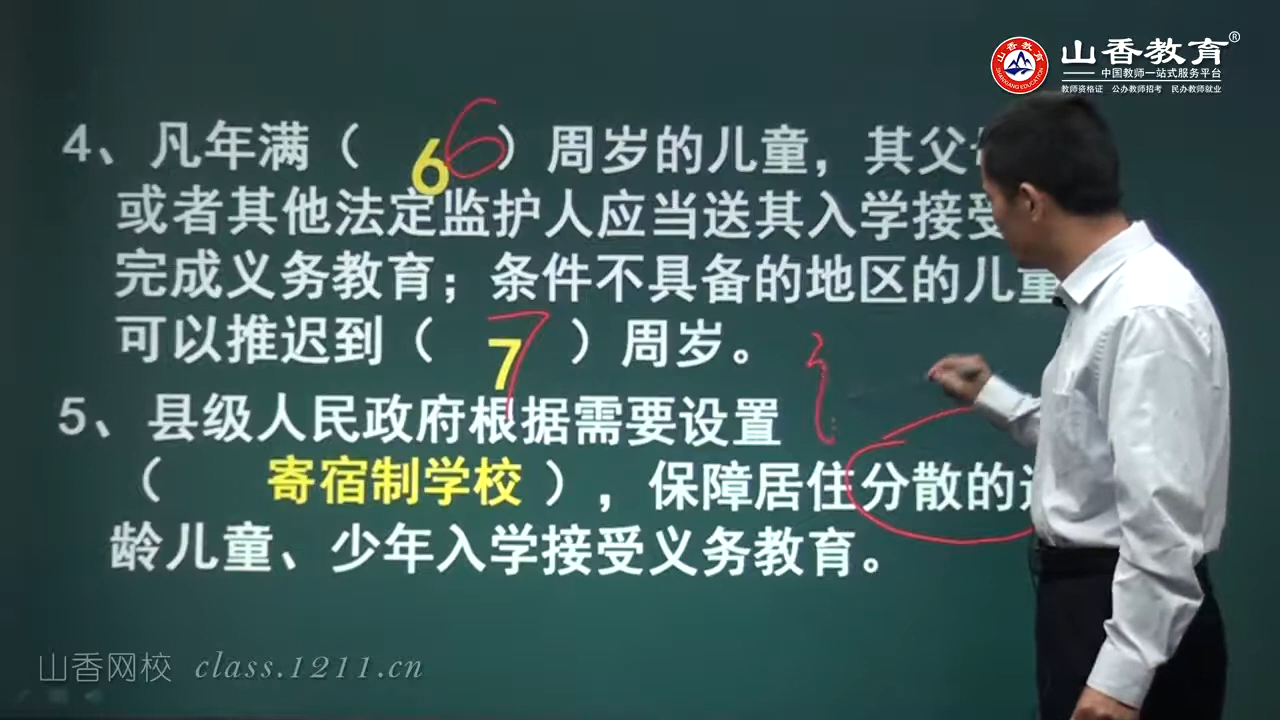 山香教育®
中国教师一站式服务平台
教师资格证 公办教师招考 民办教师就业
山香教育
SHANXIANG EDUCATION
4、凡年满（ 6 6 ）周岁的儿童，其父
或者其他法定监护人应当送其入学接受
完成义务教育；条件不具备的地区的儿童
可以推迟到（ 7 7 ）周岁。
5、县级人民政府根据需要设置
（ 寄宿制学校 ），保障居住分散的
龄儿童、少年入学接受义务教育。
山香网校 class.1211.cn